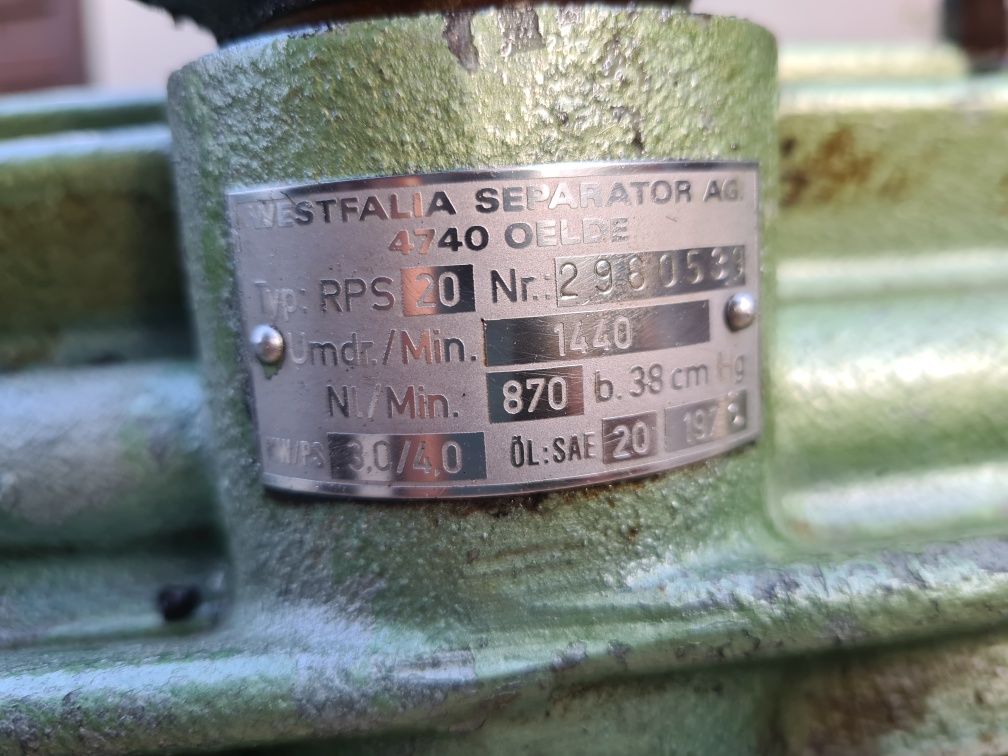 WESTFALIA SEPARATOR AG.
4740 OELDE
Typ: RPS 20 Nr.:
Umdr./Min. 1440
NL/Min. 870 b. 38 cm Hg
KW/PS 3,0/4,0 ÖL:SAE 20